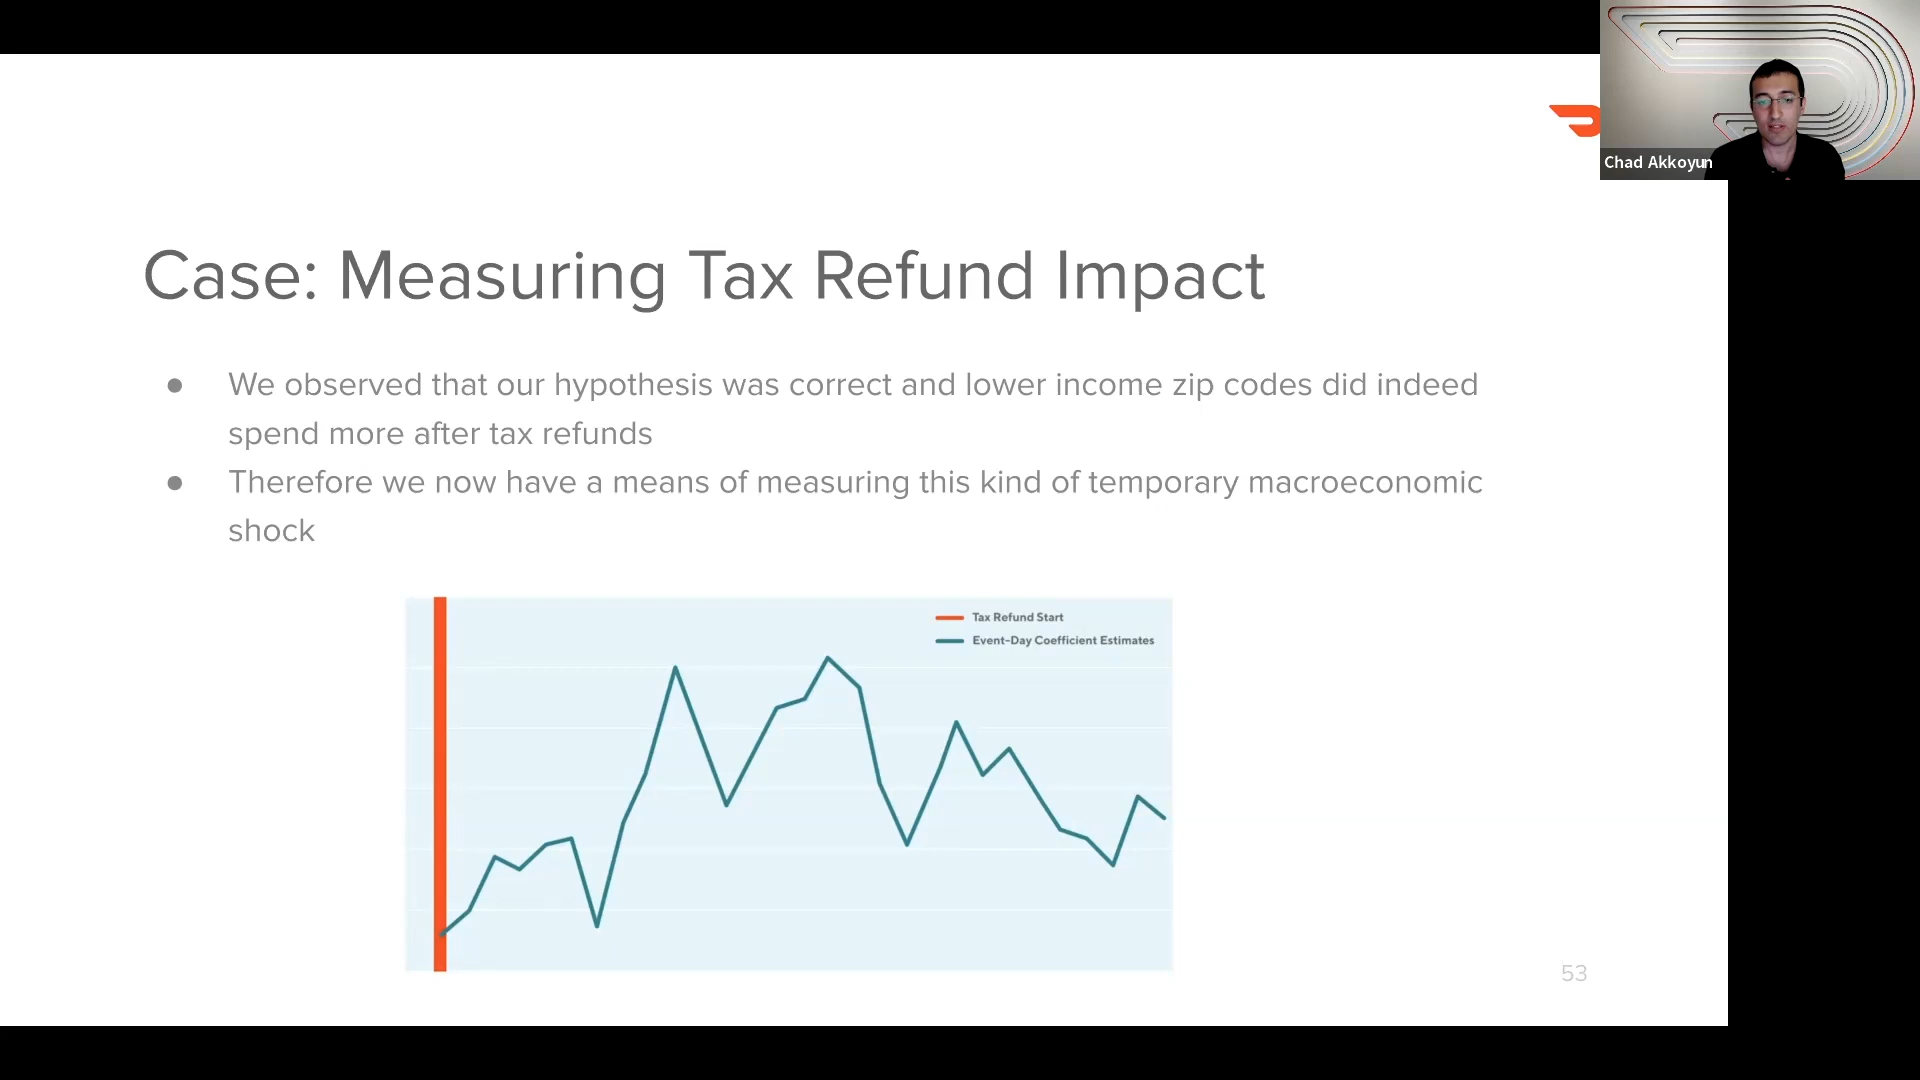 Chad Akkoyun
Case: Measuring Tax Refund Impact
● We observed that our hypothesis was correct and lower income zip codes did indeed
spend more after tax refunds
● Therefore we now have a means of measuring this kind of temporary macroeconomic
shock
Tax Refund Start
Event-Day Coefficient Estimates
53